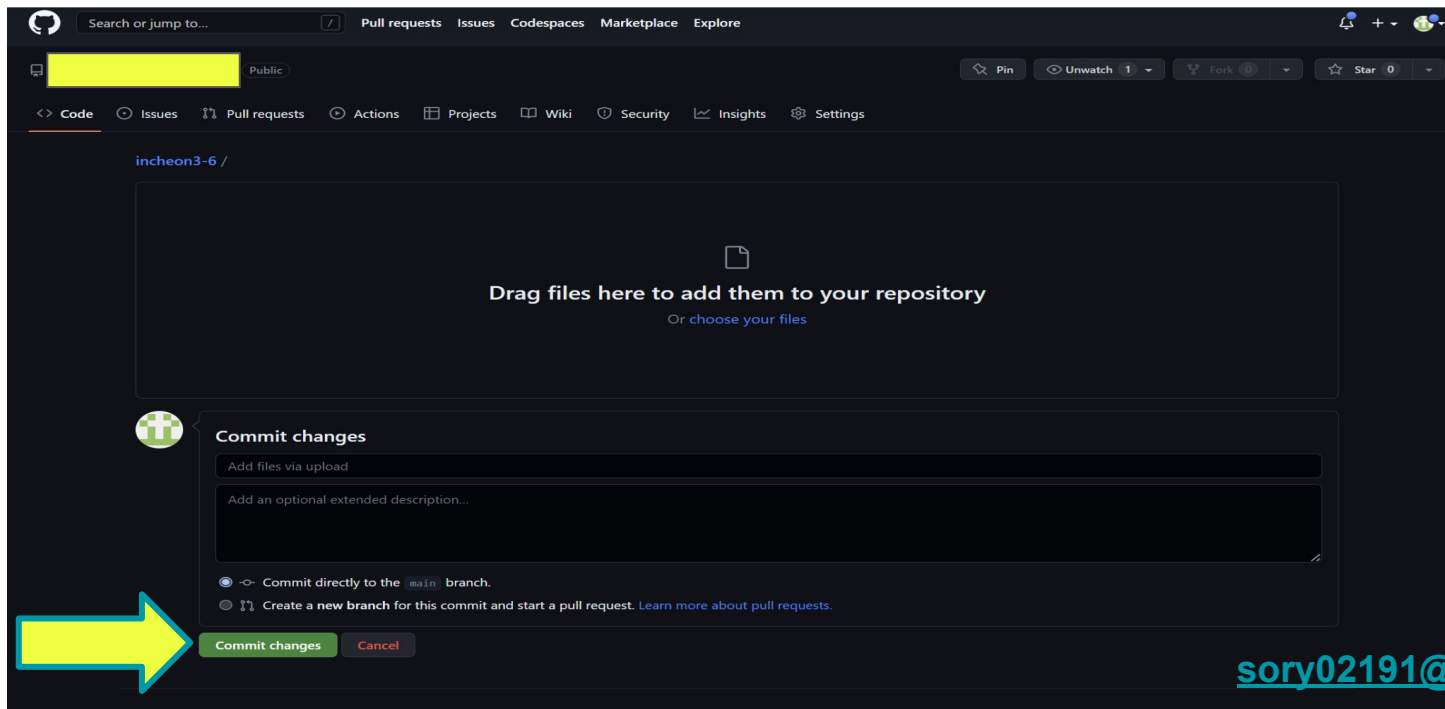 Search or jump to... / Pull requests Issues Codespaces Marketplace Explore
Public Pin Unwatch 1 Fork 0 Star 0
Code Issues Pull requests Actions Projects Wiki Security Insights Settings
incheon3-6 /
Drag files here to add them to your repository
Or choose your files
Commit changes
Add files via upload
Add an optional extended description...
Commit directly to the main branch.
Create a new branch for this commit and start a pull request. Learn more about pull requests.
Commit changes Cancel
sory02191@